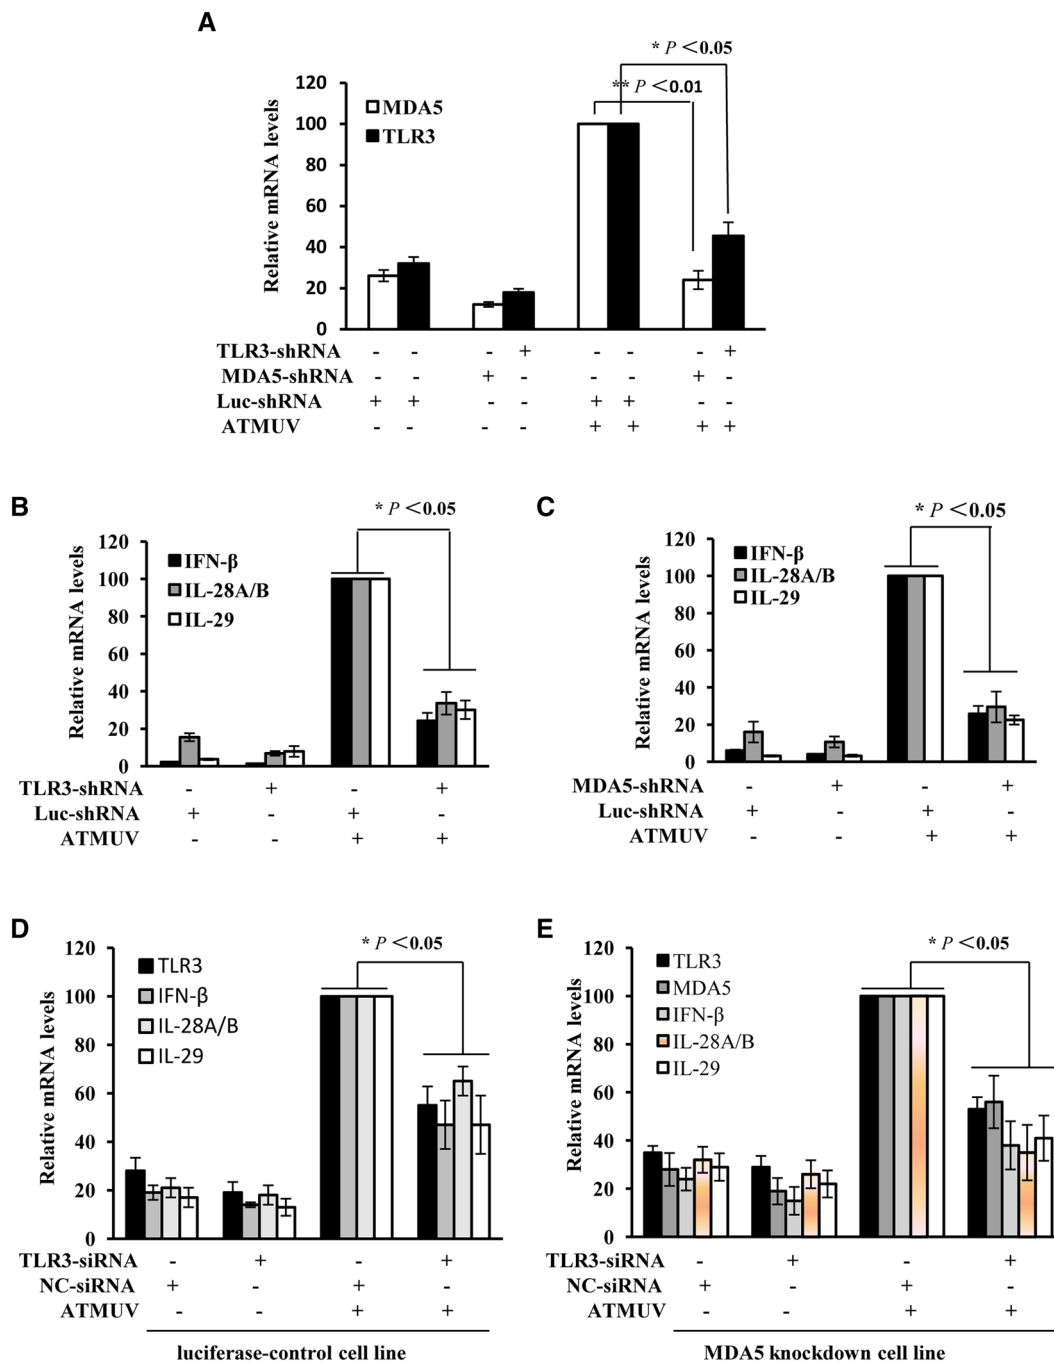 A
* P <0.05
** P <0.01
Relative mRNA levels
120
100
80
60
40
20
0
MDA5
TLR3
TLR3-shRNA - - - + - - - +
MDA5-shRNA - - + - - - + -
Luc-shRNA + + - - + + - -
ATMUV - - - - + + + +
B
* P <0.05
Relative mRNA levels
120
100
80
60
40
20
0
IFN-β
IL-28A/B
IL-29
TLR3-shRNA - + - +
Luc-shRNA + - + -
ATMUV - - + +
C
* P <0.05
Relative mRNA levels
120
100
80
60
40
20
0
IFN-β
IL-28A/B
IL-29
MDA5-shRNA - + - +
Luc-shRNA + - + -
ATMUV - - + +
D
* P <0.05
Relative mRNA levels
120
100
80
60
40
20
0
TLR3
IFN-β
IL-28A/B
IL-29
TLR3-siRNA - + - +
NC-siRNA + - + -
ATMUV - - + +
luciferase-control cell line
E
* P <0.05
Relative mRNA levels
120
100
80
60
40
20
0
TLR3
MDA5
IFN-β
IL-28A/B
IL-29
TLR3-siRNA - + - +
NC-siRNA + - + -
ATMUV - - + +
MDA5 knockdown cell line